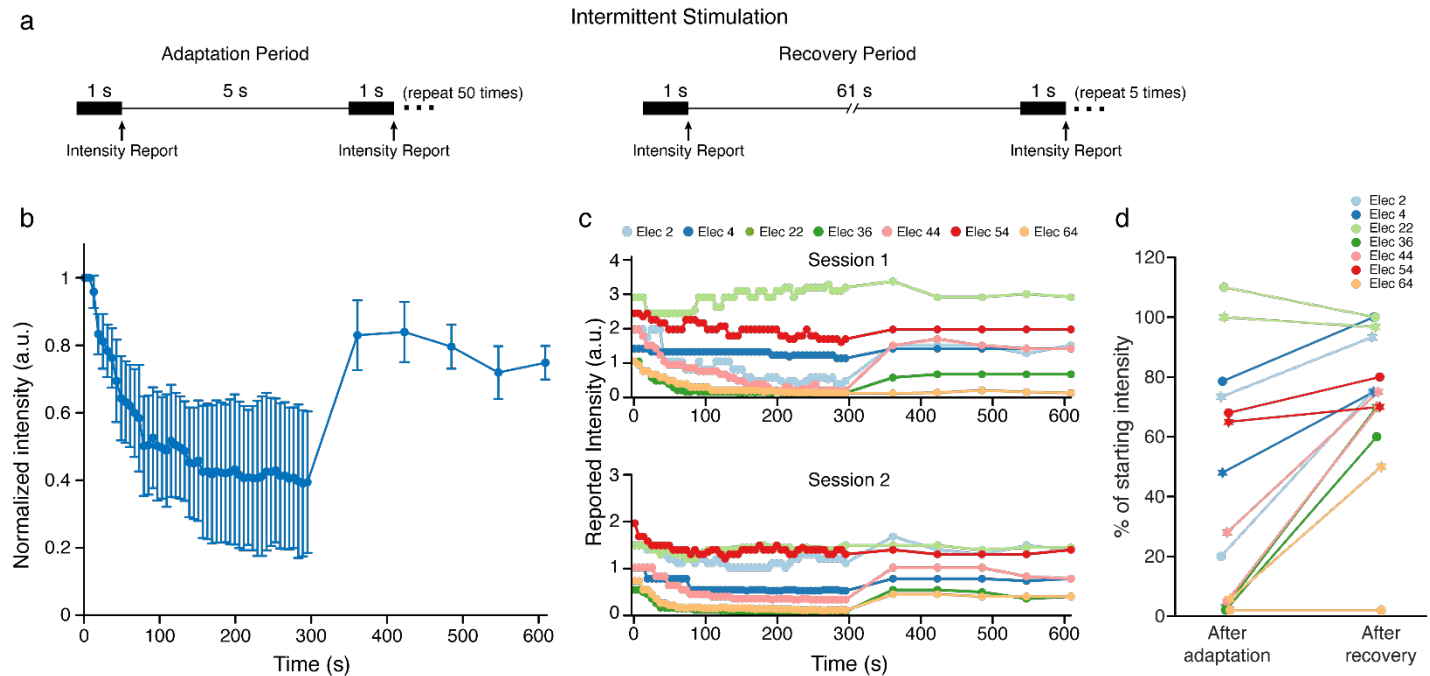 a
Intermittent Stimulation
Adaptation Period
Recovery Period
1 s
5 s
1 s
(repeat 50 times)
1 s
61 s
1 s
(repeat 5 times)
Intensity Report
Intensity Report
Intensity Report
Intensity Report
b
Normalized intensity (a.u.)
1
0.8
0.6
0.4
0.2
0
0 100 200 300 400 500 600
Time (s)
c
Elec 2 Elec 4 Elec 22 Elec 36 Elec 44 Elec 54 Elec 64
Session 1
Reported Intensity (a.u.)
4
3
2
1
0
0 100 200 300 400 500 600
Session 2
3
2
1
0
0 100 200 300 400 500 600
Time (s)
d
Elec 2
Elec 4
Elec 22
Elec 36
Elec 44
Elec 54
Elec 64
% of starting intensity
120
100
80
60
40
20
0
After
adaptation
After
recovery